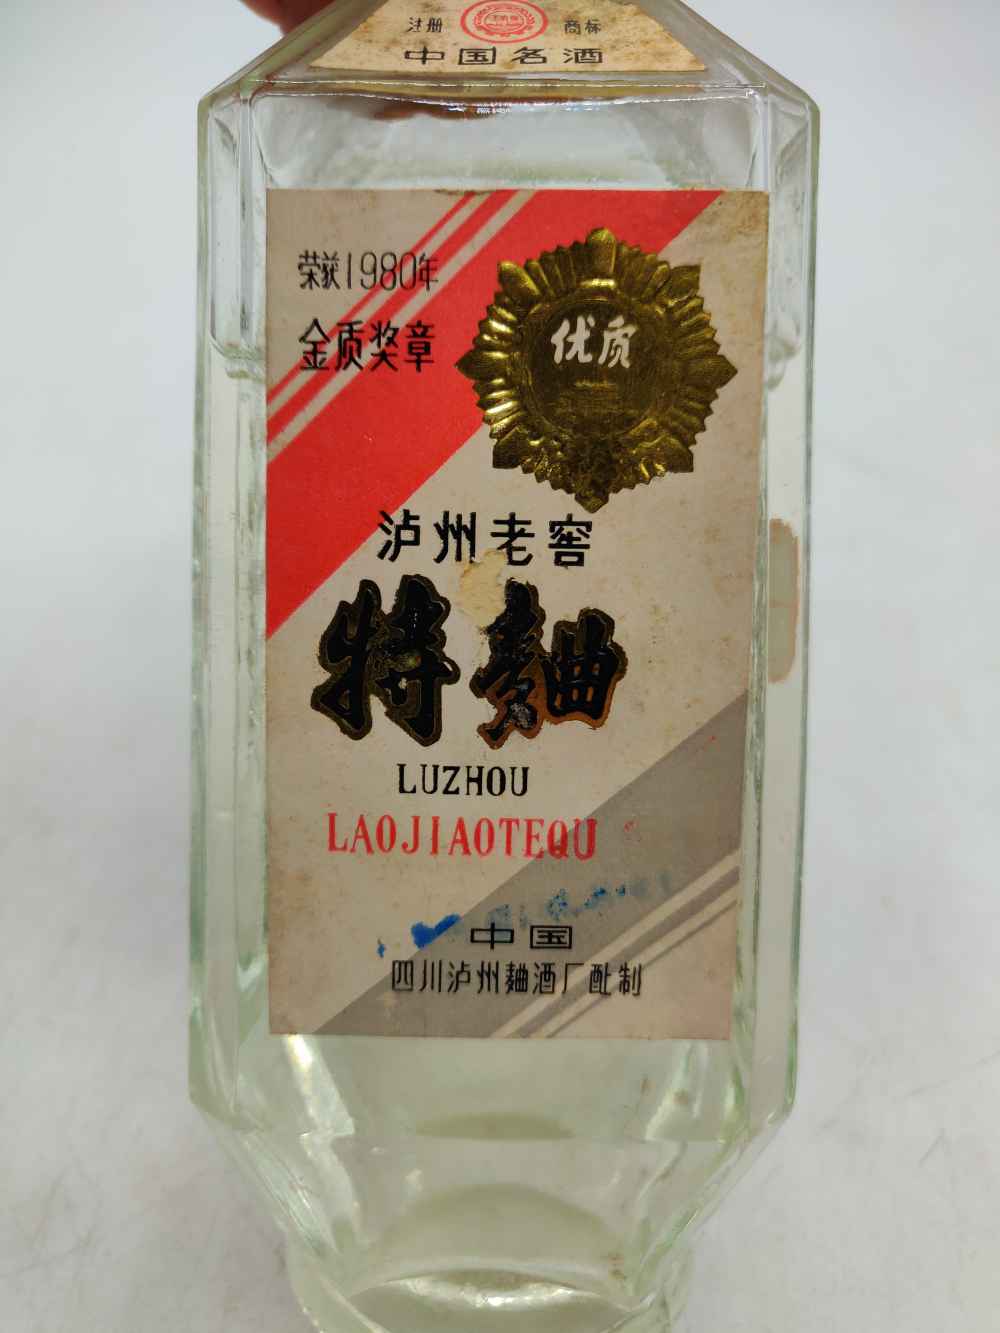 注册 商标
中国名酒
荣获1980年
金质奖章
优质
泸州老窖
特麯
LUZHOU
LAOJIAOTEQU
中国
四川泸州麯酒厂酏制